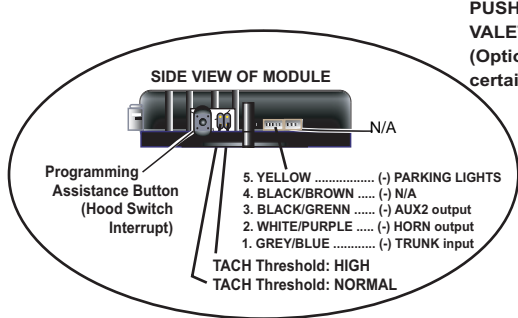 PUSH
VALE
(Optio
certai
SIDE VIEW OF MODULE
N/A
Programming
Assistance Button
(Hood Switch
Interrupt)
5. YELLOW .................. (-) PARKING LIGHTS
4. BLACK/BROWN ..... (-) N/A
3. BLACK/GRENN ...... (-) AUX2 output
2. WHITE/PURPLE ..... (-) HORN output
1. GREY/BLUE ............ (-) TRUNK input
TACH Threshold: HIGH
TACH Threshold: NORMAL